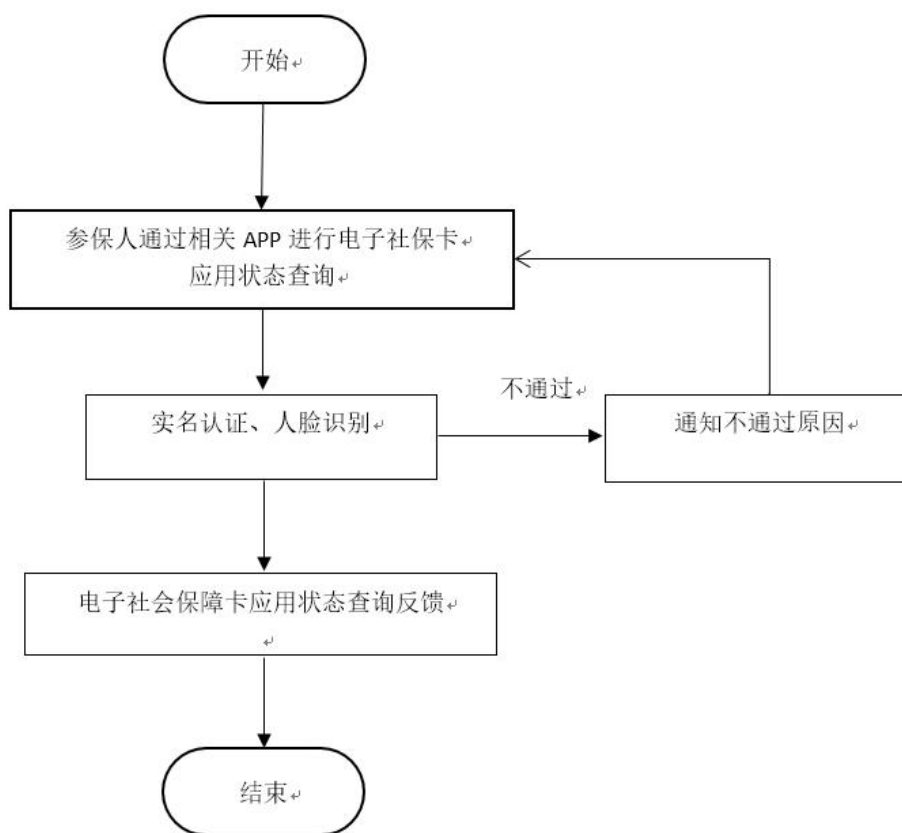 开始
参保人通过相关 APP 进行电子社保卡
应用状态查询
不通过
实名认证、人脸识别
通知不通过原因
电子社会保障卡应用状态查询反馈
结束